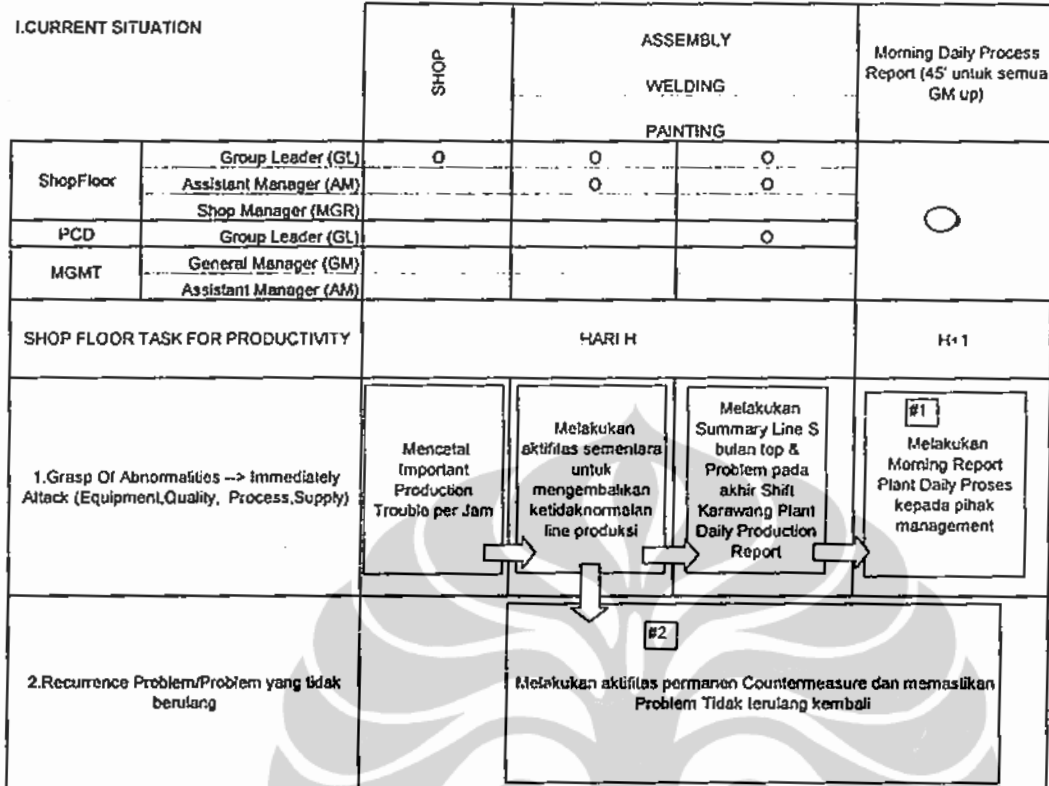 I.CURRENT SITUATION
SHOP
ASSEMBLY
WELDING
PAINTING
Morning Daily Process
Report (45' untuk semua
GM up)
ShopFloor
Group Leader (GL)
O
O
O
Assistant Manager (AM)
O
O
Shop Manager (MGR)
PCD
Group Leader (GL)
O
MGMT
General Manager (GM)
Assistant Manager (AM)
SHOP FLOOR TASK FOR PRODUCTIVITY
HARI H
H+1
1.Grasp Of Abnormalities --> Immediately
Attack (Equipment,Quality, Process,Supply)
Mencatat
Important
Production
Trouble per Jam
Melakukan
aktifitas sementara
untuk
mengembalikan
ketidaknormalan
line produksi
Melakukan
Summary Line S
bulan top &
Problem pada
akhir Shift
Karawang Plant
Daily Production
Report
#1
Melakukan
Morning Report
Plant Daily Proses
kepada pihak
management
2.Recurrence Problem/Problem yang tidak
berulang
#2
Melakukan aktifitas permanen Countermeasure dan memastikan
Problem Tidak terulang kembali